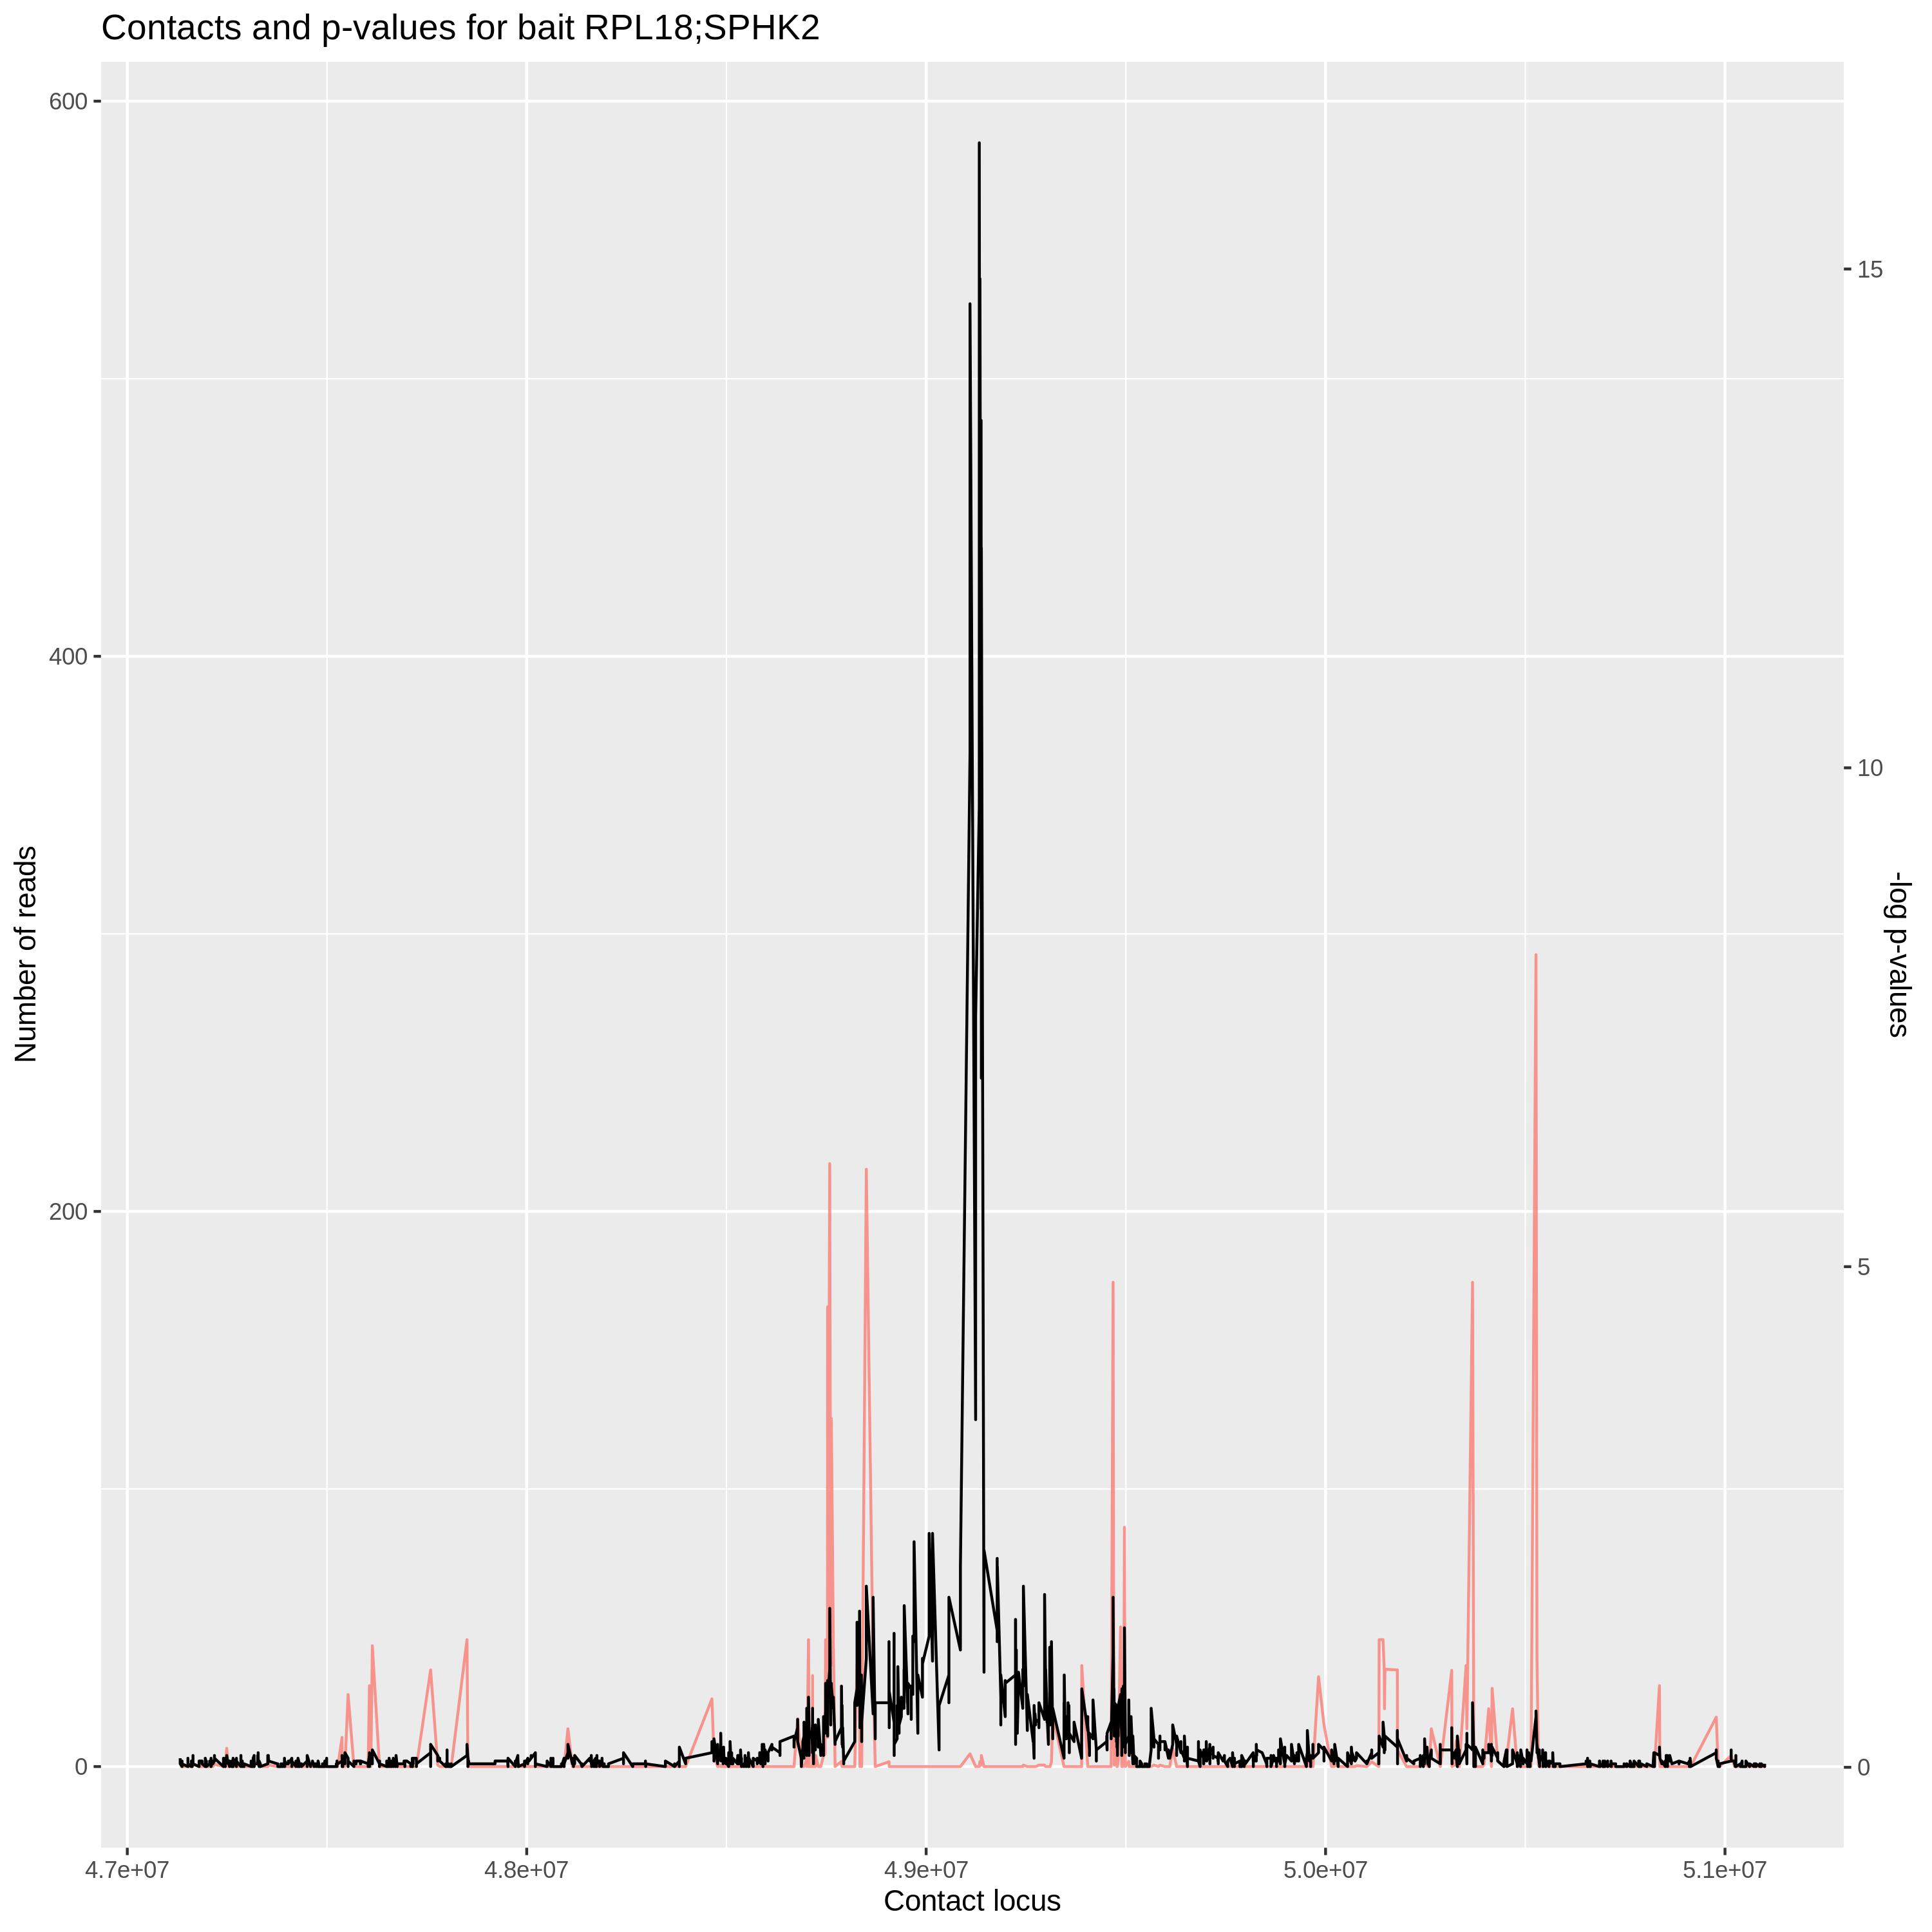 Contacts and p-values for bait RPL18;SPHK2
600
400
200
0
Number of reads
15
10
5
0
-log p-values
4.7e+07
4.8e+07
4.9e+07
5.0e+07
5.1e+07
Contact locus